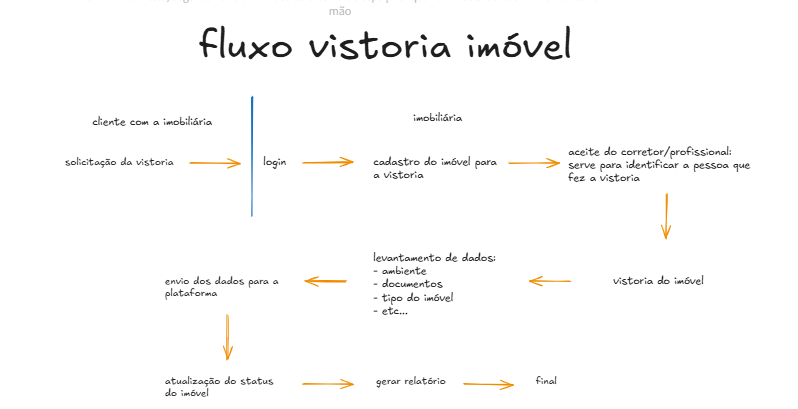 mão
fluxo vistoria imóvel
cliente com a imobiliária
imobiliária
solicitação da vistoria
login
cadastro do imóvel para
a vistoria
aceite do corretor/profissional:
serve para identificar a pessoa que
fez a vistoria
vistoria do imóvel
levantamento de dados:
- ambiente
- documentos
- tipo do imóvel
- etc...
envio dos dados para a
plataforma
atualização do status
do imóvel
gerar relatório
final